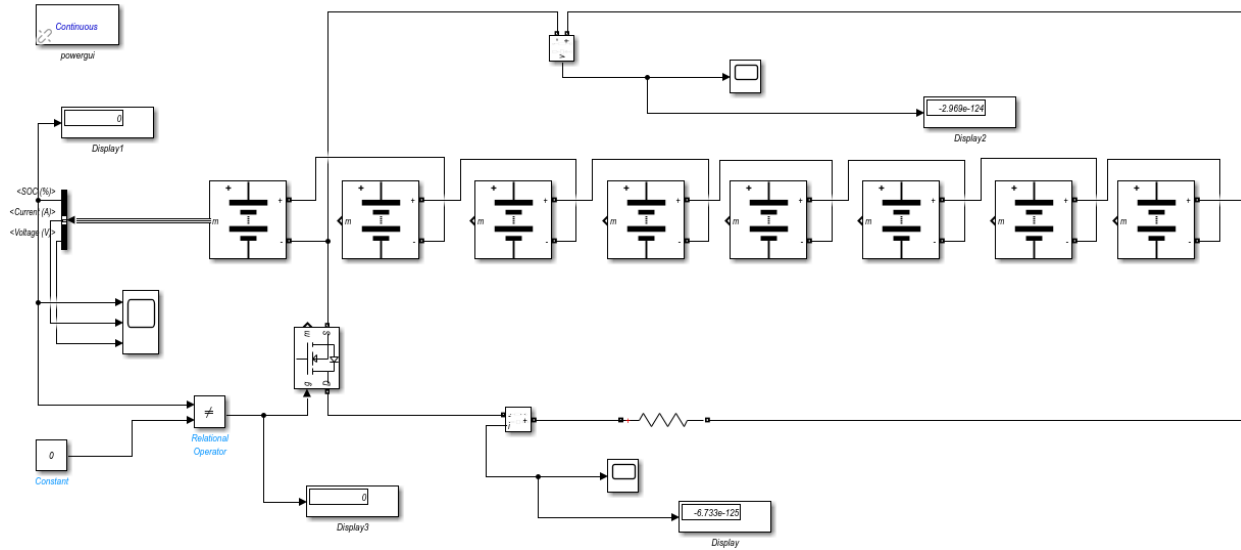 Continuous
powergui
0
Display1
-2.969e-124
Display2
<SOC (%)>
<Current (A)>
<Voltage (V)>
m
m
m
m
m
m
m
m
m
s
g
D
≠
Relational
Operator
0
Constant
0
Display3
i
-6.733e-125
Display